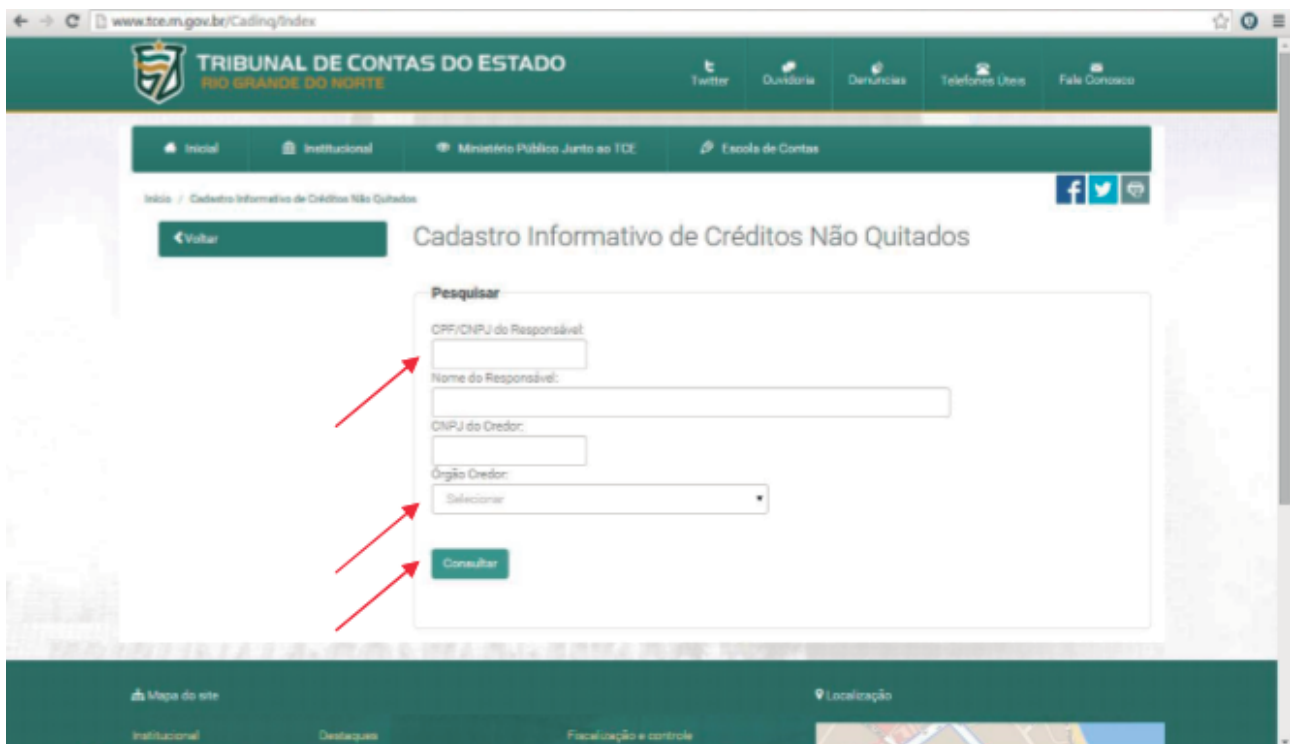 www.tce.rn.gov.br/Cadinq/Index
TRIBUNAL DE CONTAS DO ESTADO
RIO GRANDE DO NORTE
Twitter Ouvidoria Denúncias Telefones Úteis Fale Conosco
Inicial Institucional Ministério Público Junto ao TCE Escola de Contas
Início / Cadastro Informativo de Créditos Não Quitados
Voltar
Cadastro Informativo de Créditos Não Quitados
Pesquisar
CPF/CNPJ do Responsável:
Nome do Responsável:
CNPJ do Credor:
Órgão Credor:
Selecionar
Consultar
Mapa do site Localização
Institucional Destaques Fiscalização e controle